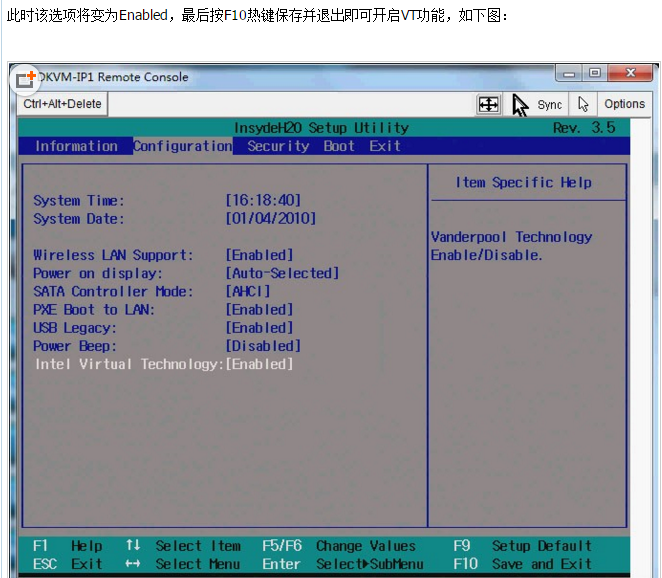 此时该选项将变为Enabled，最后按F10热键保存并退出即可开启VT功能，如下图：
DKVM-IP1 Remote Console
Ctrl+Alt+Delete Sync Options
InsydeH2O Setup Utility Rev. 3.5
Information Configuration Security Boot Exit
Item Specific Help
System Time: [16:18:40]
System Date: [01/04/2010]
Vanderpool Technology
Enable/Disable.
Wireless LAN Support: [Enabled]
Power on display: [Auto-Selected]
SATA Controller Mode: [AHCI]
PXE Boot to LAN: [Enabled]
USB Legacy: [Enabled]
Power Beep: [Disabled]
Intel Virtual Technology:[Enabled]
F1 Help ↑↓ Select Item F5/F6 Change Values F9 Setup Default
ESC Exit ↔ Select Menu Enter Select▶SubMenu F10 Save and Exit